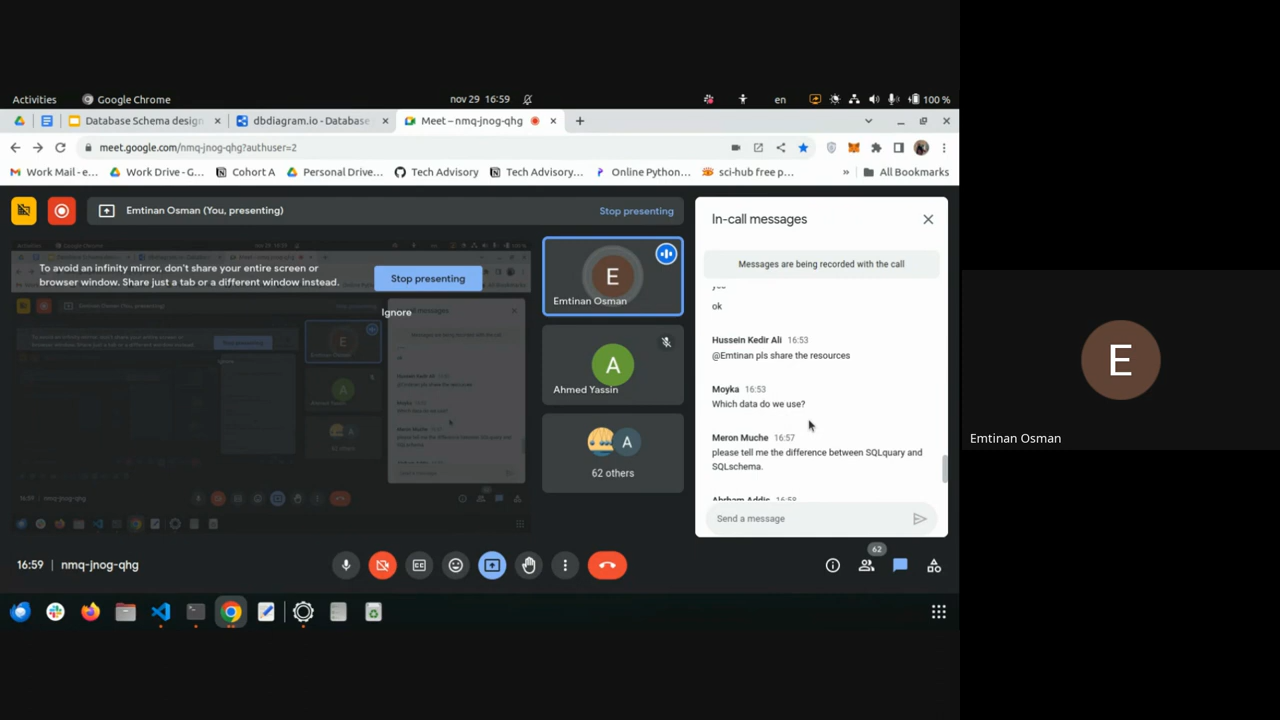 Activities
Google Chrome
nov 29 16:59
en
100 %
Database Schema design
dbdiagram.io - Database
Meet – nmq-jnog-qhg
meet.google.com/nmq-jnog-qhg?authuser=2
Work Mail - e...
Work Drive - G...
Cohort A
Personal Drive...
Tech Advisory
Tech Advisory...
Online Python...
sci-hub free p...
»
All Bookmarks
Emtinan Osman (You, presenting)
Stop presenting
To avoid an infinity mirror, don't share your entire screen or
browser window. Share just a tab or a different window instead.
Stop presenting
Ignore
E
Emtinan Osman
A
Ahmed Yassin
A
62 others
In-call messages
Messages are being recorded with the call
ok
Hussein Kedir Ali 16:53
@Emtinan pls share the resources
Moyka 16:53
Which data do we use?
Meron Muche 16:57
please tell me the difference between SQLquary and
SQLschema.
Abrham Addis 16:58
Send a message
16:59 nmq-jnog-qhg
62
E
Emtinan Osman